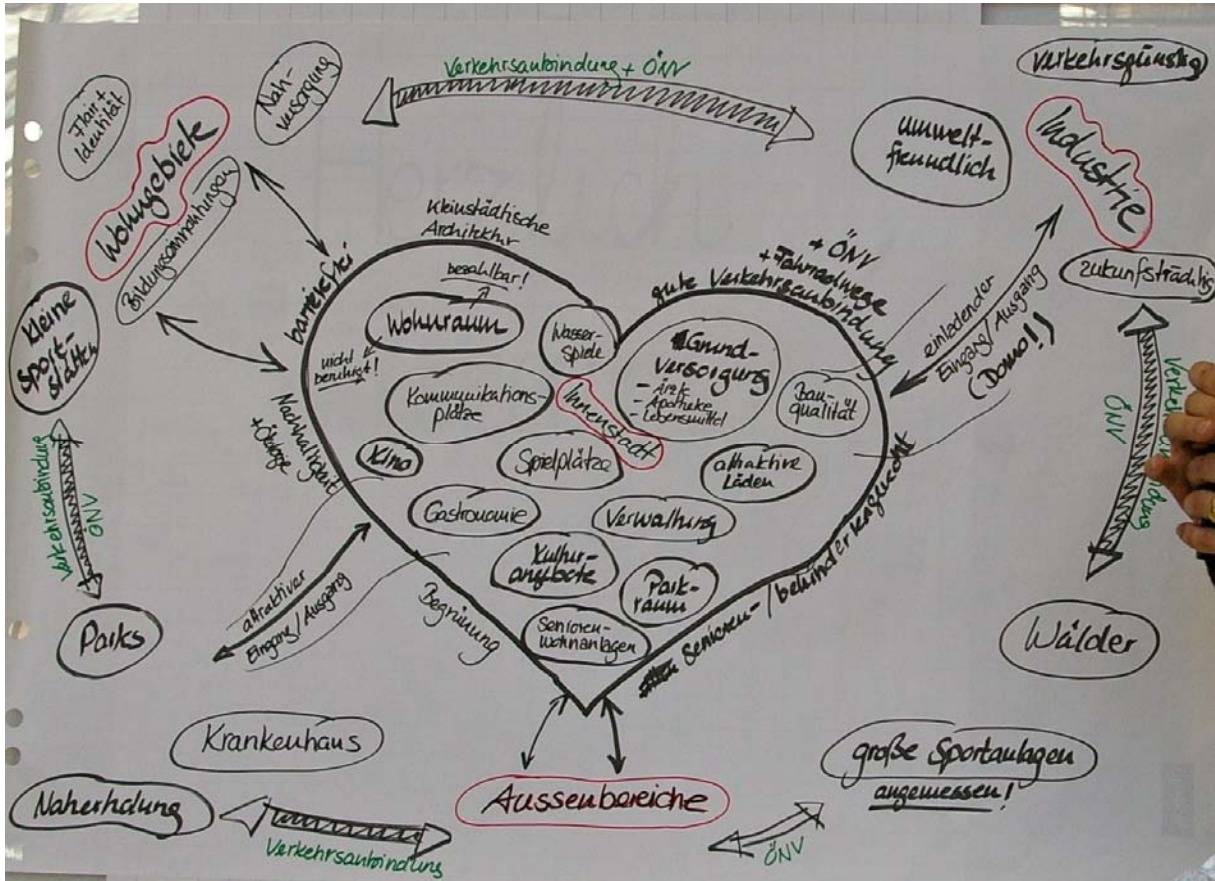 Verkehrsanbindung + ÖNV
verkehrsgünstig
Flair +
Identität
Nah-
versorgung
Wohngebiete
Bildungseinrichtungen
umwelt-
freundlich
Industrie
zukunfsträchtig
Kleine
Sport-
stätten
Kleinstädtische
Architektur
barrierefrei
bezahlbar!
Wohnraum
nicht
beruhigt!
Wasser-
spiele
+ ÖNV
+ Fahrradwege
gute Verkehrsanbindung
Grund-
versorgung
- Ärzte
- Apotheke
- Lebensmittel
Bau-
qualität
einladender
Eingang/Ausgang
(Domo!!)
Kommunikations-
plätze
Innenstadt
Nachhaltigkeit
+ Ökologie
Kino
Spielplätze
attraktive
Läden
Gastronomie
Verwaltung
Kultur-
angebote
Park-
raum
Senioren-
wohnanlagen
Senioren-/behindertengerecht
Begrünung
attraktiver
Eingang/Ausgang
Verkehrsanbindung
ÖNV
ÖNV
Parks
Wälder
Krankenhaus
große Sportanlagen
angemessen!
Naherholung
Aussenbereiche
Verkehrsanbindung
ÖNV